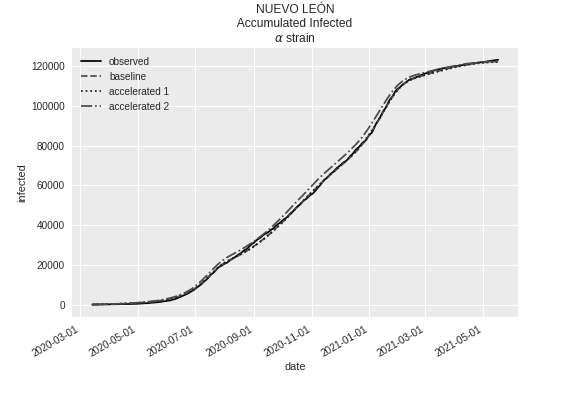 NUEVO LEÓN
Accumulated Infected
α strain
observed
baseline
accelerated 1
accelerated 2
infected
120000
100000
80000
60000
40000
20000
0
2020-03-01
2020-05-01
2020-07-01
2020-09-01
2020-11-01
2021-01-01
2021-03-01
2021-05-01
date